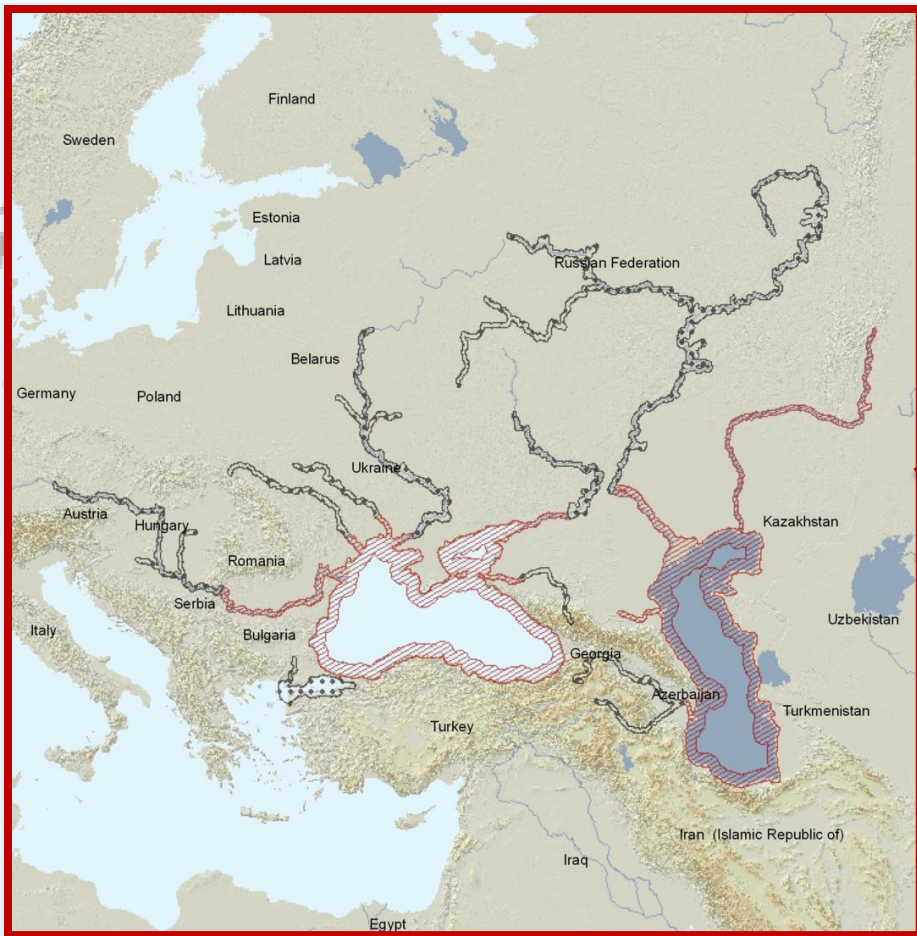 Finland
Sweden
Estonia
Russian Federation
Latvia
Lithuania
Belarus
Germany
Poland
Ukraine
Austria
Hungary
Kazakhstan
Romania
Serbia
Uzbekistan
Italy
Bulgaria
Georgia
Azerbaijan
Turkmenistan
Turkey
Iran (Islamic Republic of)
Iraq
Egypt